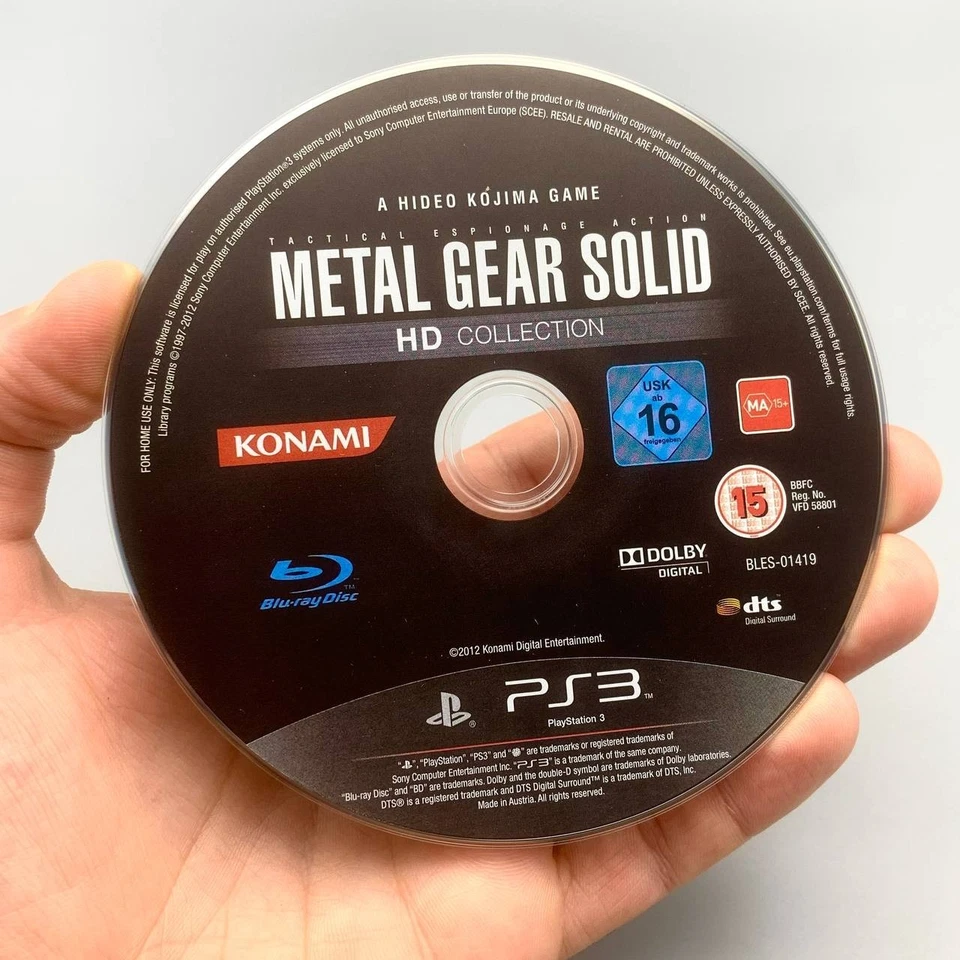 FOR HOME USE ONLY: This software is licensed for play on authorised PlayStation®3 systems only. All unauthorised access, use or transfer of the product or its underlying copyright and trademark works is prohibited. See eu.playstation.com/terms for full usage rights.
Library programs ©1997-2012 Sony Computer Entertainment Inc. exclusively licensed to Sony Computer Entertainment Europe (SCEE). RESALE AND RENTAL ARE PROHIBITED UNLESS EXPRESSLY AUTHORISED BY SCEE. All rights reserved.
A HIDEO KOJIMA GAME
TACTICAL ESPIONAGE ACTION
METAL GEAR SOLID
HD COLLECTION
KONAMI
USK
ab
16
freigegeben
MA 15+
15
BBFC
Reg. No.
VFD 58801
DOLBY
DIGITAL
BLES-01419
Blu-ray Disc™
dts
Digital Surround
©2012 Konami Digital Entertainment.
PS3™
PlayStation 3
®
" ", "PlayStation", "PS3" and " " are trademarks or registered trademarks of
Sony Computer Entertainment Inc. "PS3" is a trademark of the same company.
"Blu-ray Disc" and "BD" are trademarks. Dolby and the double-D symbol are trademarks of Dolby laboratories.
DTS® is a registered trademark and DTS Digital Surround™ is a trademark of DTS, Inc.
Made in Austria. All rights reserved.